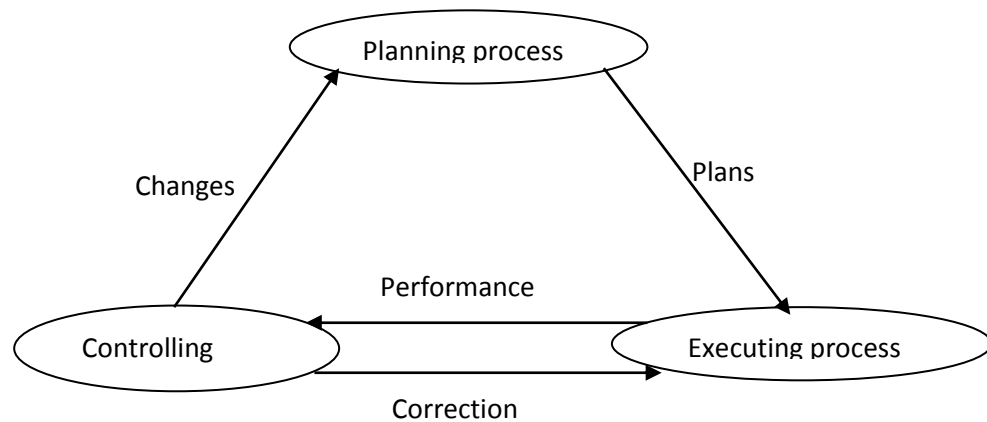 Planning process
Changes
Plans
Performance
Controlling
Executing process
Correction